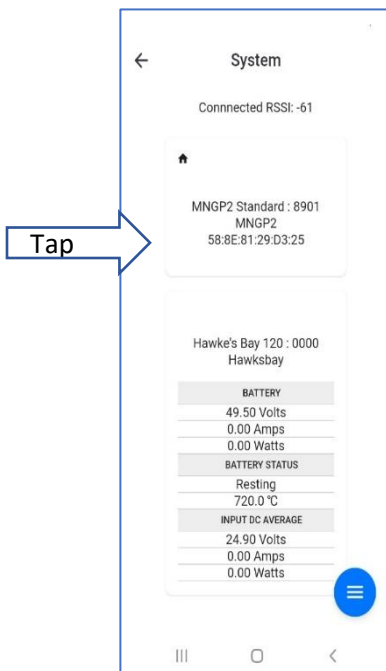 System
Connnected RSSI: -61
MNGP2 Standard : 8901
MNGP2
58:8E:81:29:D3:25
Tap
Hawke's Bay 120 : 0000
Hawksbay
BATTERY
49.50 Volts
0.00 Amps
0.00 Watts
BATTERY STATUS
Resting
720.0 °C
INPUT DC AVERAGE
24.90 Volts
0.00 Amps
0.00 Watts